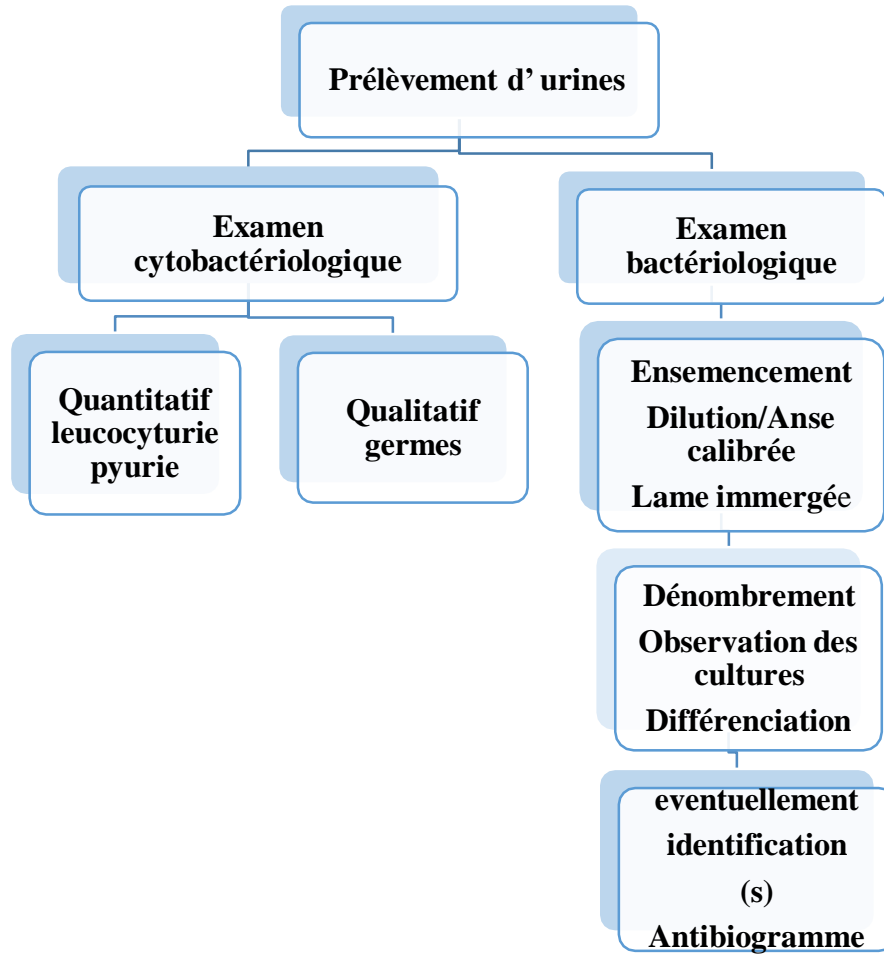 Prélèvement d’ urines
Examen
cytobactériologique
Examen
bactériologique
Quantitatif
leucocyturie
pyurie
Qualitatif
germes
Ensemencement
Dilution/Anse
calibrée
Lame immergée
Dénombrement
Observation des
cultures
Différenciation
eventuellement
identification
(s)
Antibiogramme